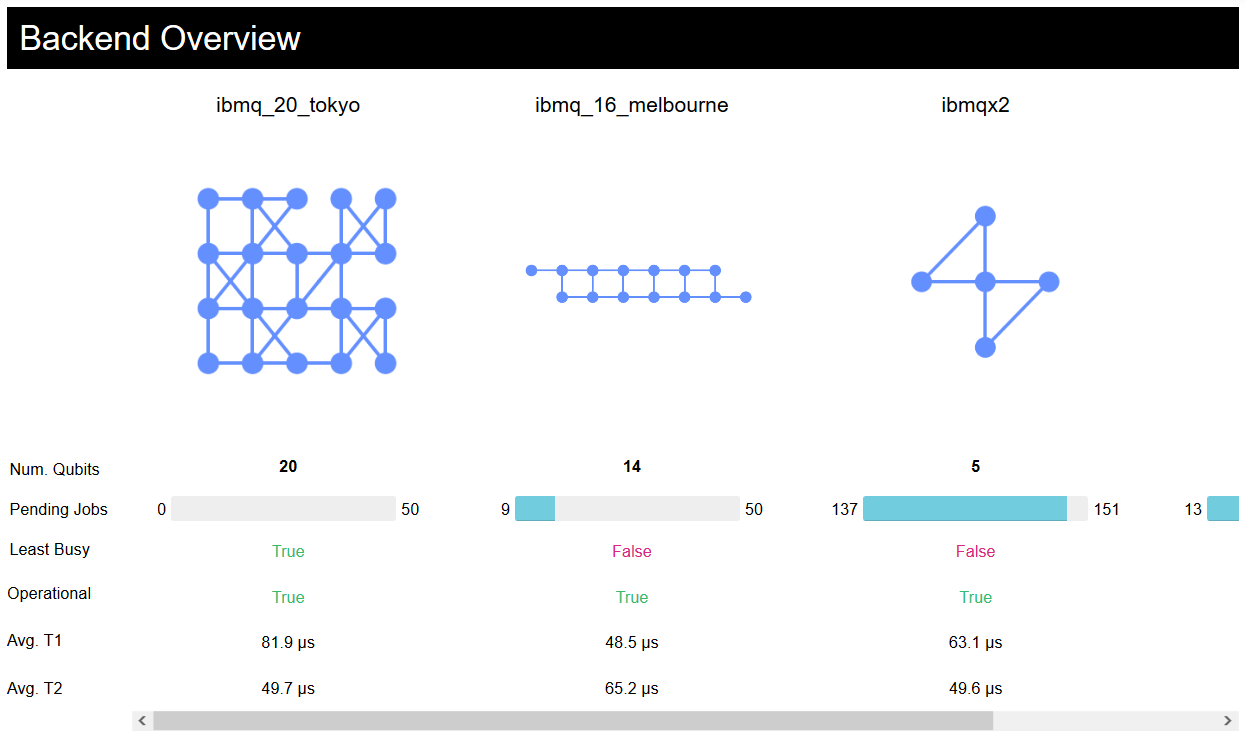 Backend Overview
ibmq_20_tokyo ibmq_16_melbourne ibmqx2
Num. Qubits 20 14 5
Pending Jobs 0 50 9 50 137 151 13
Least Busy True False False
Operational True True True
Avg. T1 81.9 μs 48.5 μs 63.1 μs
Avg. T2 49.7 μs 65.2 μs 49.6 μs